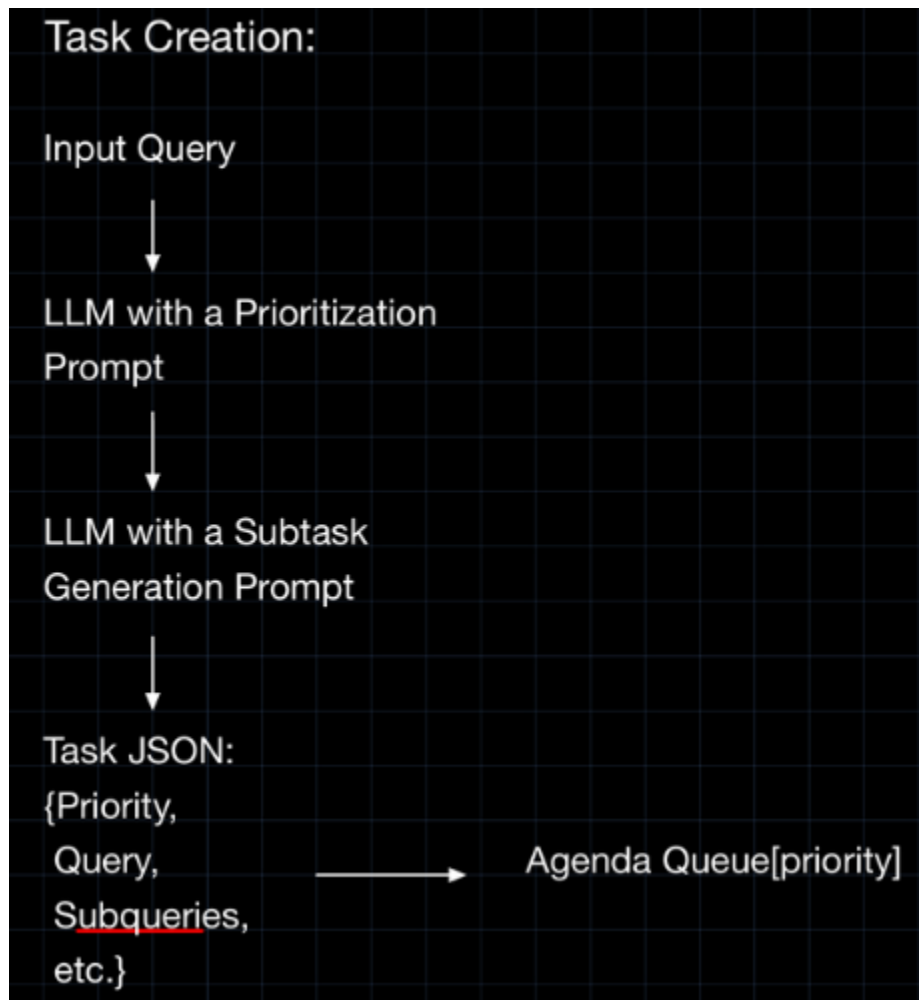 Task Creation:
Input Query
LLM with a Prioritization
Prompt
LLM with a Subtask
Generation Prompt
Task JSON:
{Priority,
Query,
Agenda Queue[priority]
Subqueries,
etc.}